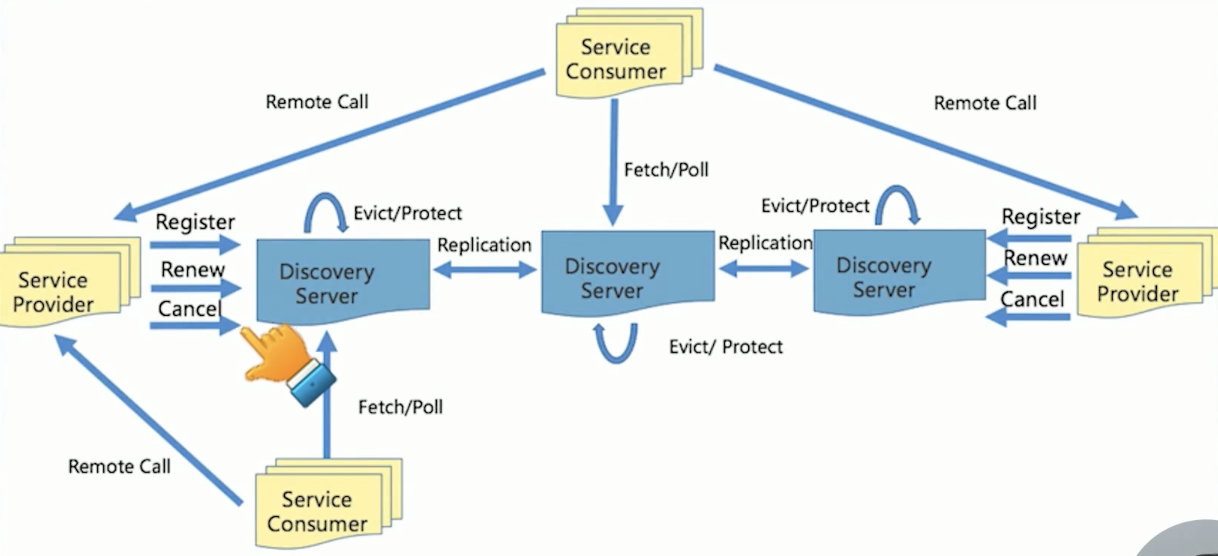 Service
Consumer
Remote Call
Remote Call
Fetch/Poll
Evict/Protect
Evict/Protect
Register
Renew
Cancel
Service
Provider
Discovery
Server
Replication
Discovery
Server
Replication
Discovery
Server
Register
Renew
Cancel
Service
Provider
Evict/ Protect
Fetch/Poll
Remote Call
Service
Consumer